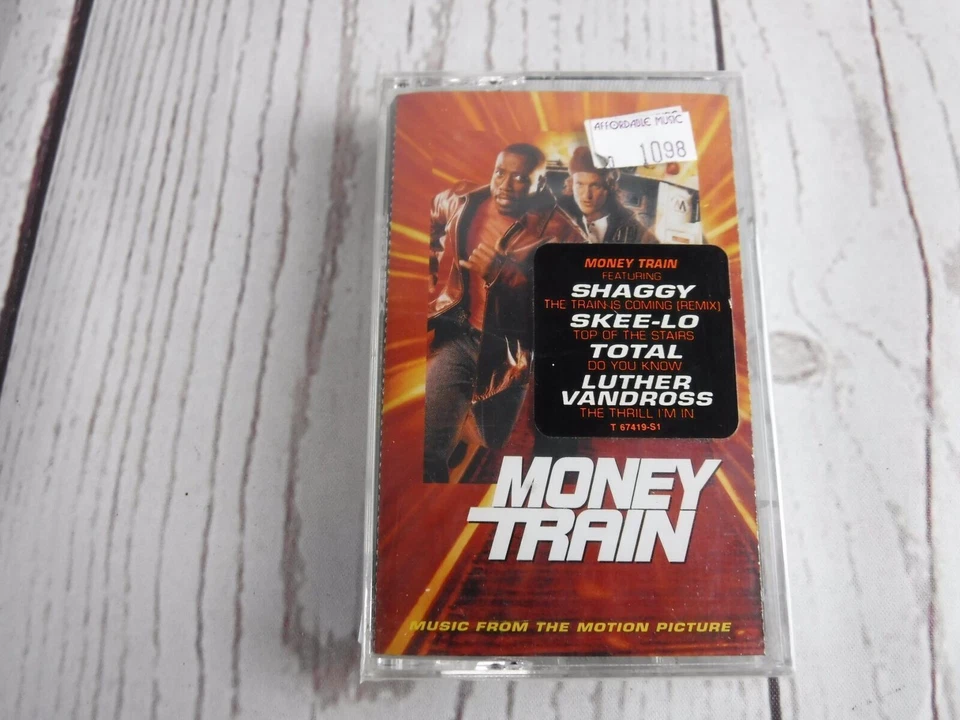 AFFORDABLE MUSIC
1098
MONEY TRAIN
FEATURING
SHAGGY
THE TRAIN IS COMING (REMIX)
SKEE-LO
TOP OF THE STAIRS
TOTAL
DO YOU KNOW
LUTHER
VANDROSS
THE THRILL I'M IN
T 67419-S1
MONEY
TRAIN
MUSIC FROM THE MOTION PICTURE